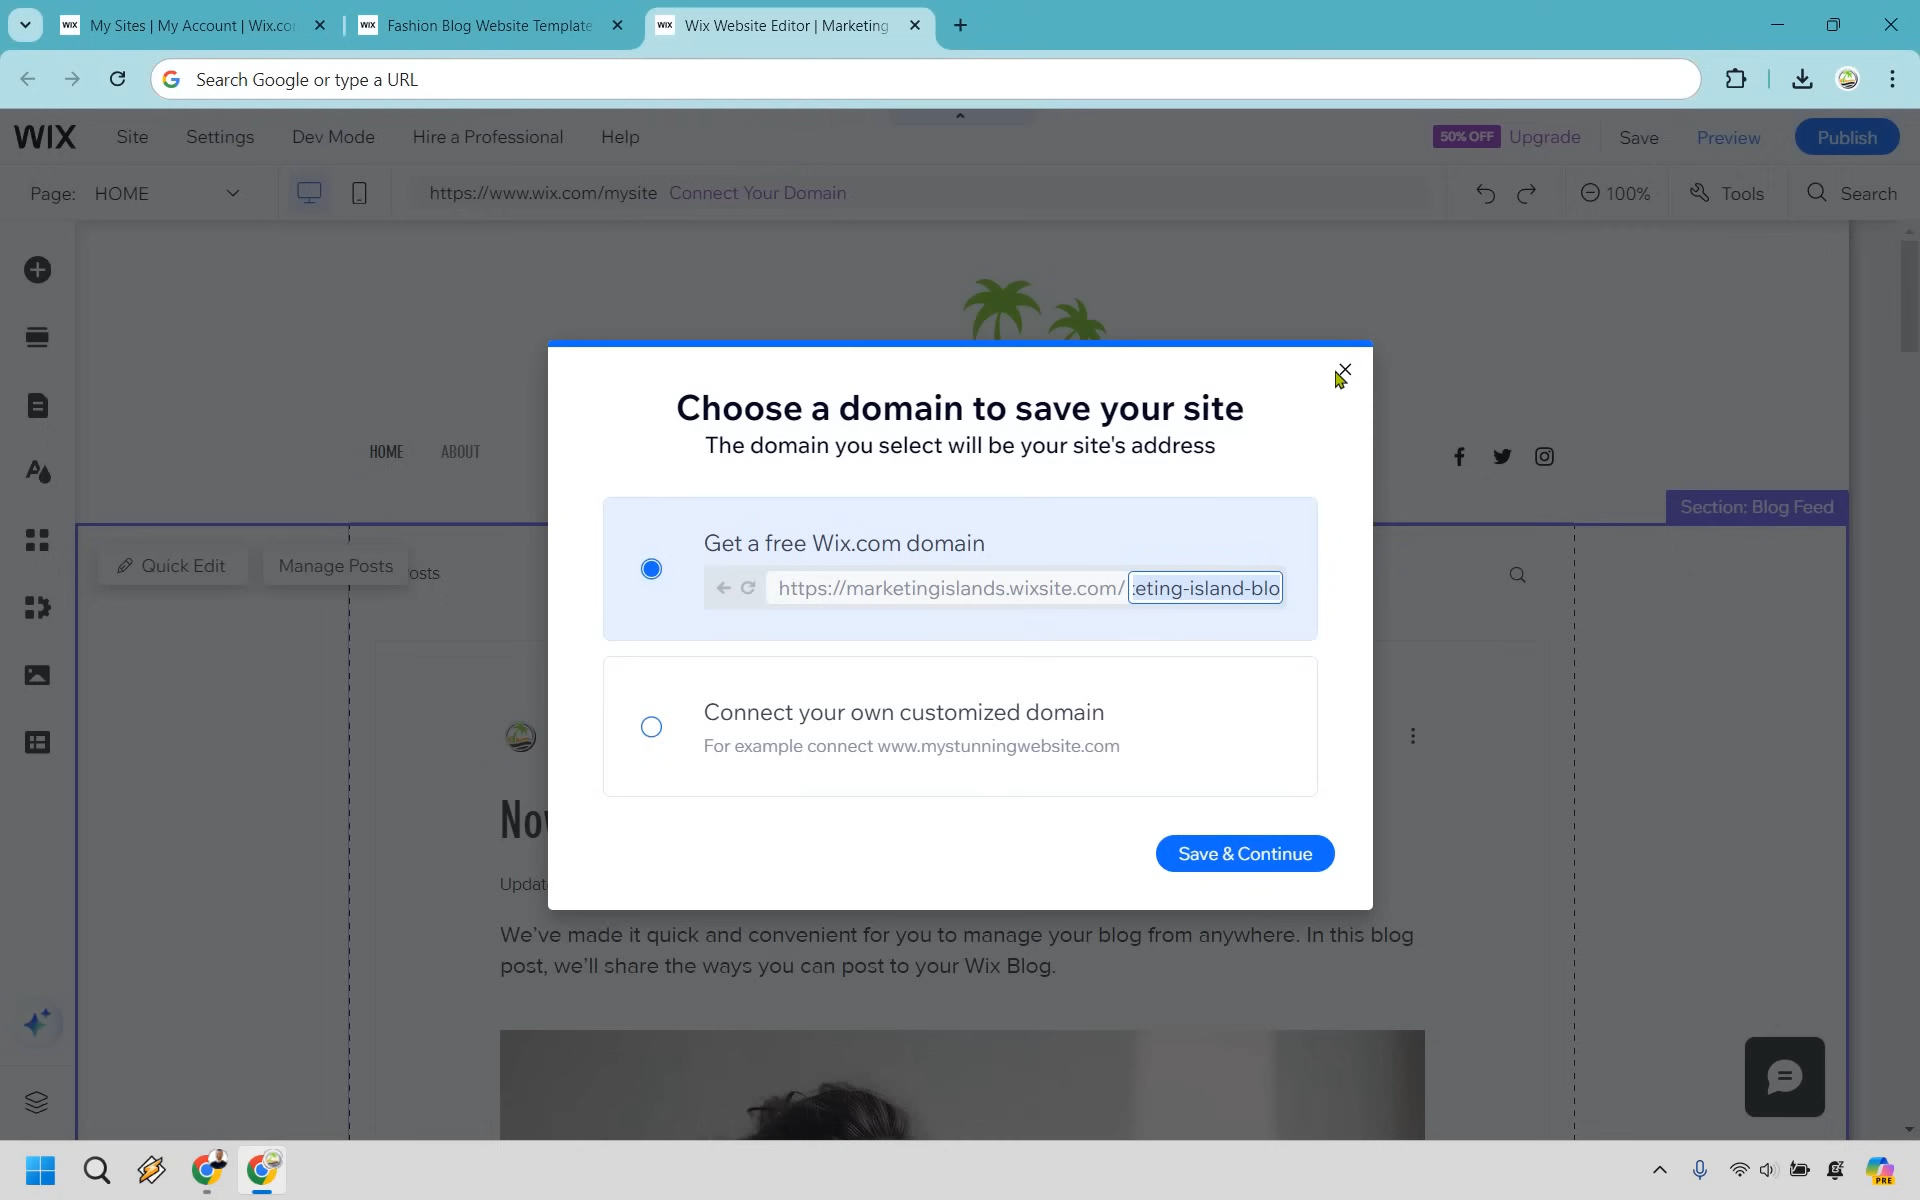 WIX My Sites | My Account | Wix.co
WIX Fashion Blog Website Template
WIX Wix Website Editor | Marketing
Search Google or type a URL
WIX
Site
Settings
Dev Mode
Hire a Professional
Help
50% OFF Upgrade
Save
Preview
Publish
Page: HOME
https://www.wix.com/mysite Connect Your Domain
100%
Tools
Search
HOME
ABOUT
Section: Blog Feed
Quick Edit
Manage Posts
osts
Choose a domain to save your site
The domain you select will be your site's address
Get a free Wix.com domain
https://marketingislands.wixsite.com/ eting-island-blo
Connect your own customized domain
For example connect www.mystunningwebsite.com
Save & Continue
Nov
Updat
We've made it quick and convenient for you to manage your blog from anywhere. In this blog
post, we'll share the ways you can post to your Wix Blog.
PRE